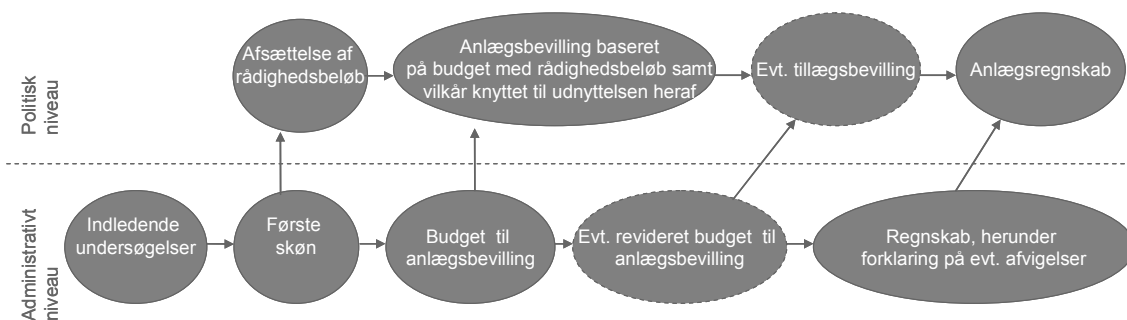 Politisk
niveau
Afsættelse af
rådighedsbeløb
Anlægsbevilling baseret
på budget med rådighedsbeløb samt
vilkår knyttet til udnyttelsen heraf
Evt. tillægsbevilling
Anlægsregnskab
Administrativt
niveau
Indledende
undersøgelser
Første
skøn
Budget til
anlægsbevilling
Evt. revideret budget til
anlægsbevilling
Regnskab, herunder
forklaring på evt. afvigelser